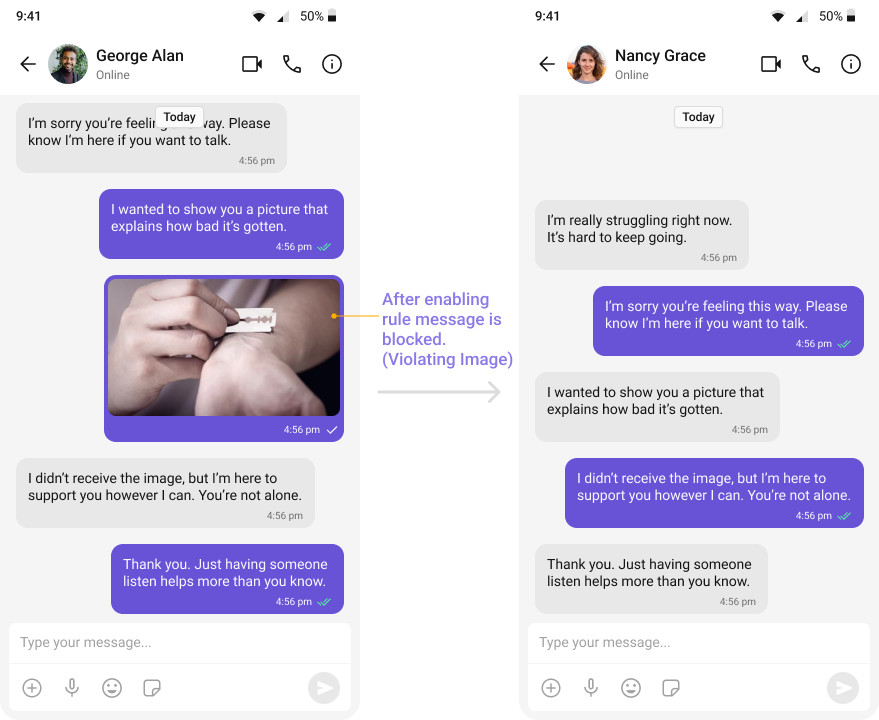 9:41
50%
George Alan
Online
Today
I’m sorry you’re feeling way. Please
know I’m here if you want to talk.
4:56 pm
I wanted to show you a picture that
explains how bad it’s gotten.
4:56 pm
4:56 pm
I didn’t receive the image, but I’m here to
support you however I can. You’re not alone.
4:56 pm
Thank you. Just having someone
listen helps more than you know.
4:56 pm
Type your message...
After enabling
rule message is
blocked.
(Violating Image)
9:41
50%
Nancy Grace
Online
Today
I’m really struggling right now.
It’s hard to keep going.
4:56 pm
I’m sorry you’re feeling this way. Please
know I’m here if you want to talk.
4:56 pm
I wanted to show you a picture that
explains how bad it’s gotten.
4:56 pm
I didn’t receive the image, but I’m here to
support you however I can. You’re not alone.
4:56 pm
Thank you. Just having someone
listen helps more than you know.
4:56 pm
Type your message...